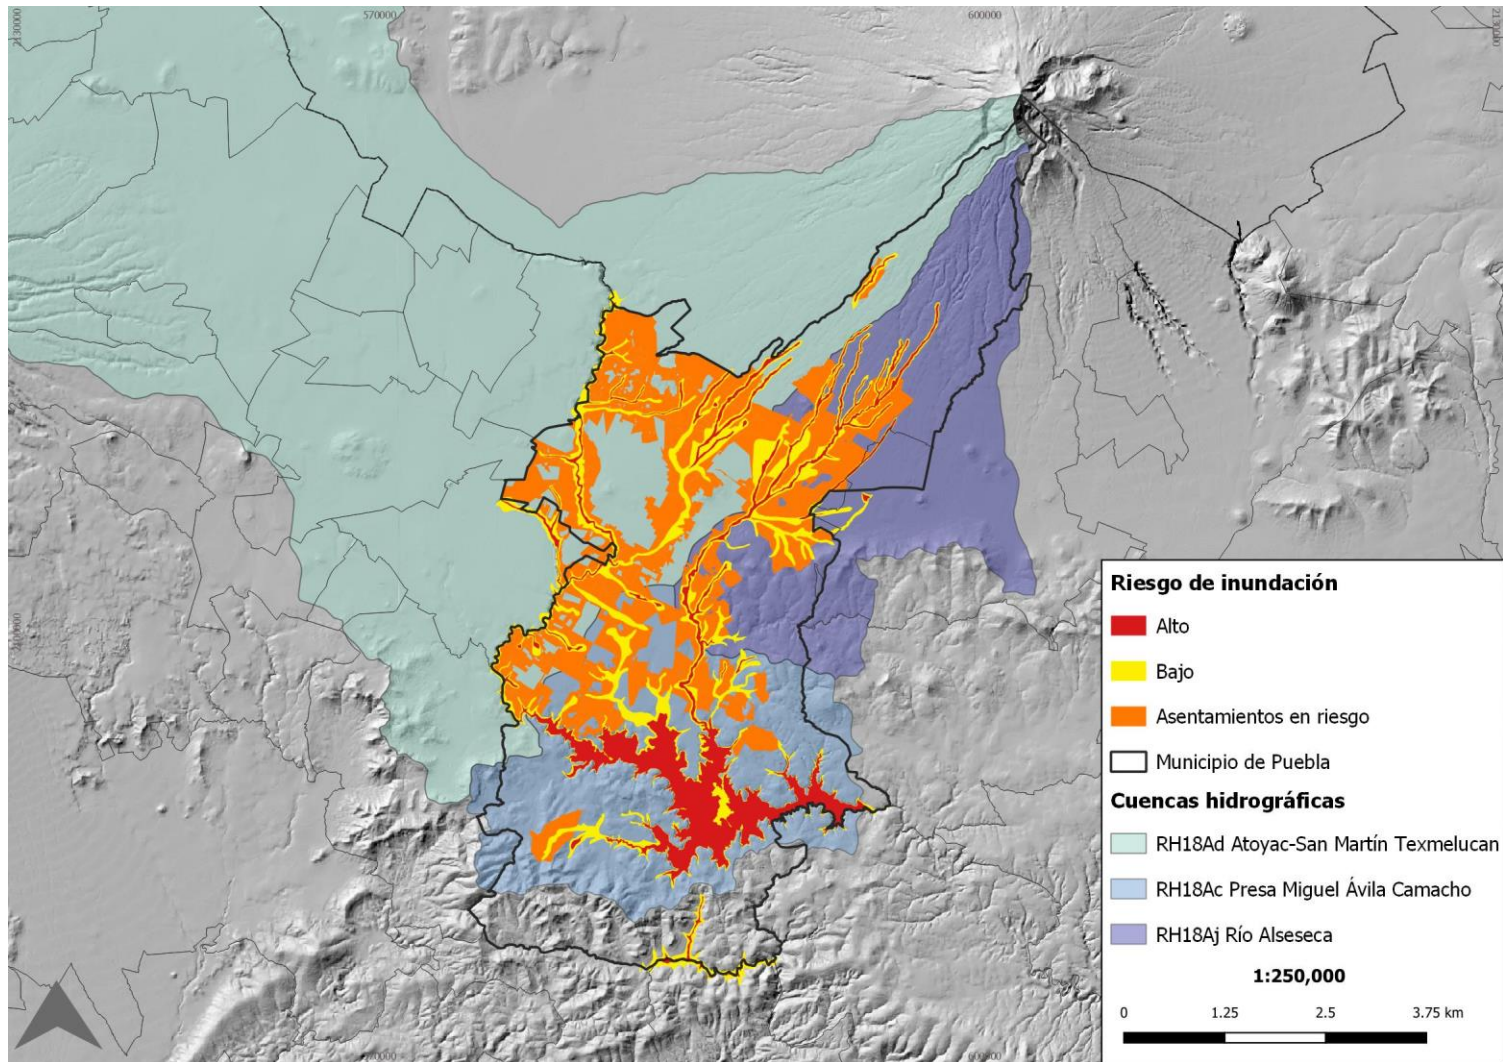 570000
600000
2190000
Riesgo de inundación
Alto
Bajo
Asentamientos en riesgo
Municipio de Puebla
Cuencas hidrográficas
RH18Ad Atoyac-San Martín Texmelucan
RH18Ac Presa Miguel Ávila Camacho
RH18Aj Río Alseseca
1:250,000
0 1.25 2.5 3.75 km
600000